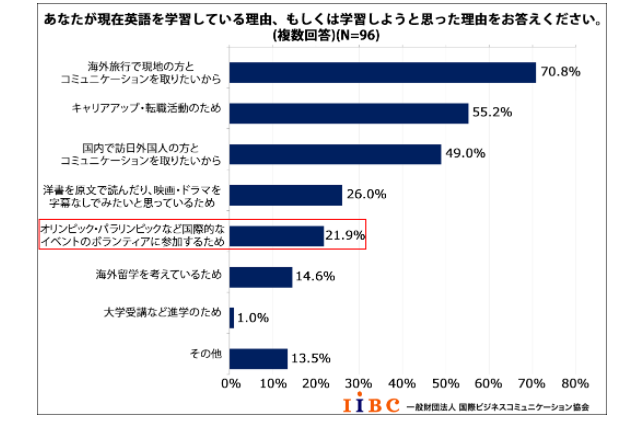 あなたが現在英語を学習している理由、もしくは学習しようと思った理由をお答えください。
(複数回答)(N=96)
海外旅行で現地の方と
コミュニケーションを取りたいから
70.8%
キャリアアップ・転職活動のため
55.2%
国内で訪日外国人の方と
コミュニケーションを取りたいから
49.0%
洋書を原文で読んだり、映画・ドラマを
字幕なしでみたいと思っているため
26.0%
オリンピック・パラリンピックなど国際的な
イベントのボランティアに参加するため
21.9%
海外留学を考えているため
14.6%
大学受講など進学のため
1.0%
その他
13.5%
0% 10% 20% 30% 40% 50% 60% 70% 80%
IIBC 一般財団法人 国際ビジネスコミュニケーション協会